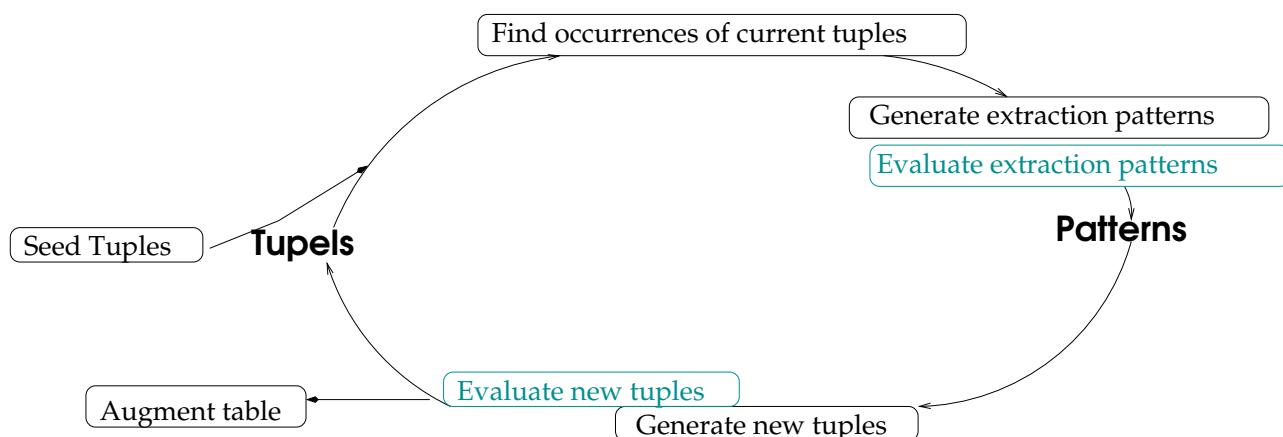 Find occurrences of current tuples
Generate extraction patterns
Evaluate extraction patterns
Seed Tuples
Tupels
Patterns
Evaluate new tuples
Augment table
Generate new tuples